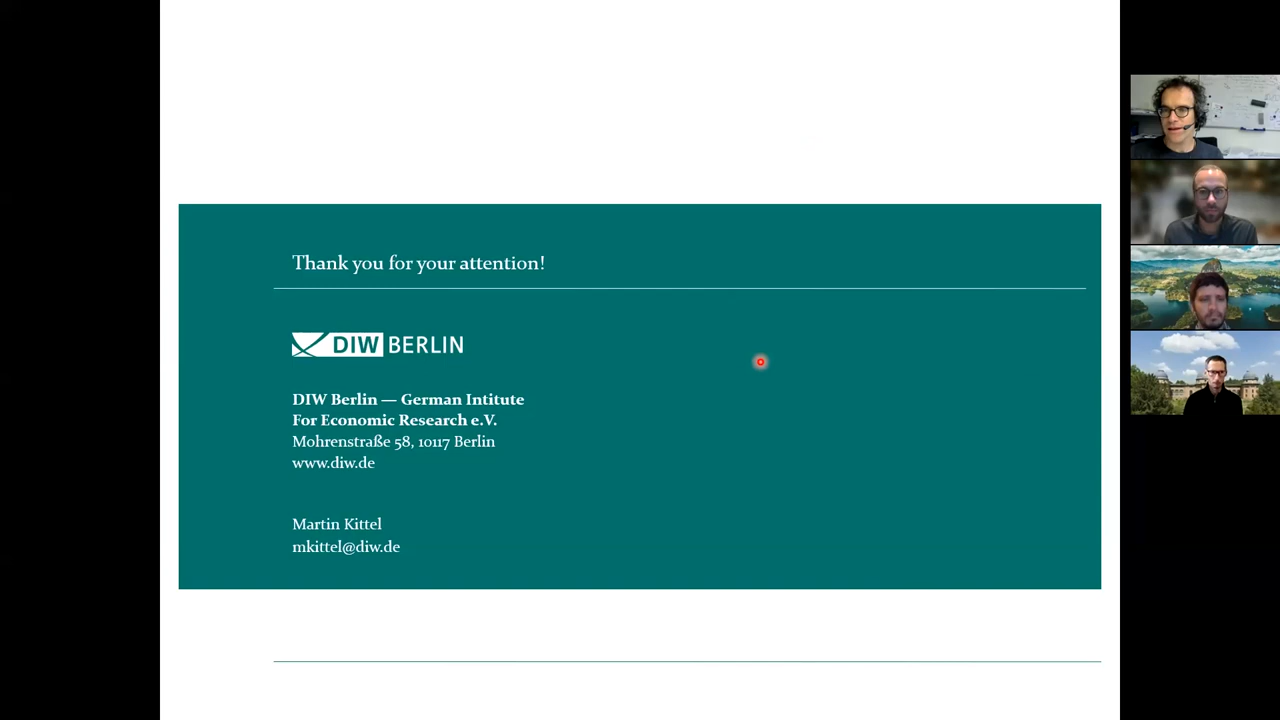 Thank you for your attention!
DIW BERLIN
DIW Berlin — German Intitute
For Economic Research e.V.
Mohrenstraße 58, 10117 Berlin
www.diw.de
Martin Kittel
mkittel@diw.de